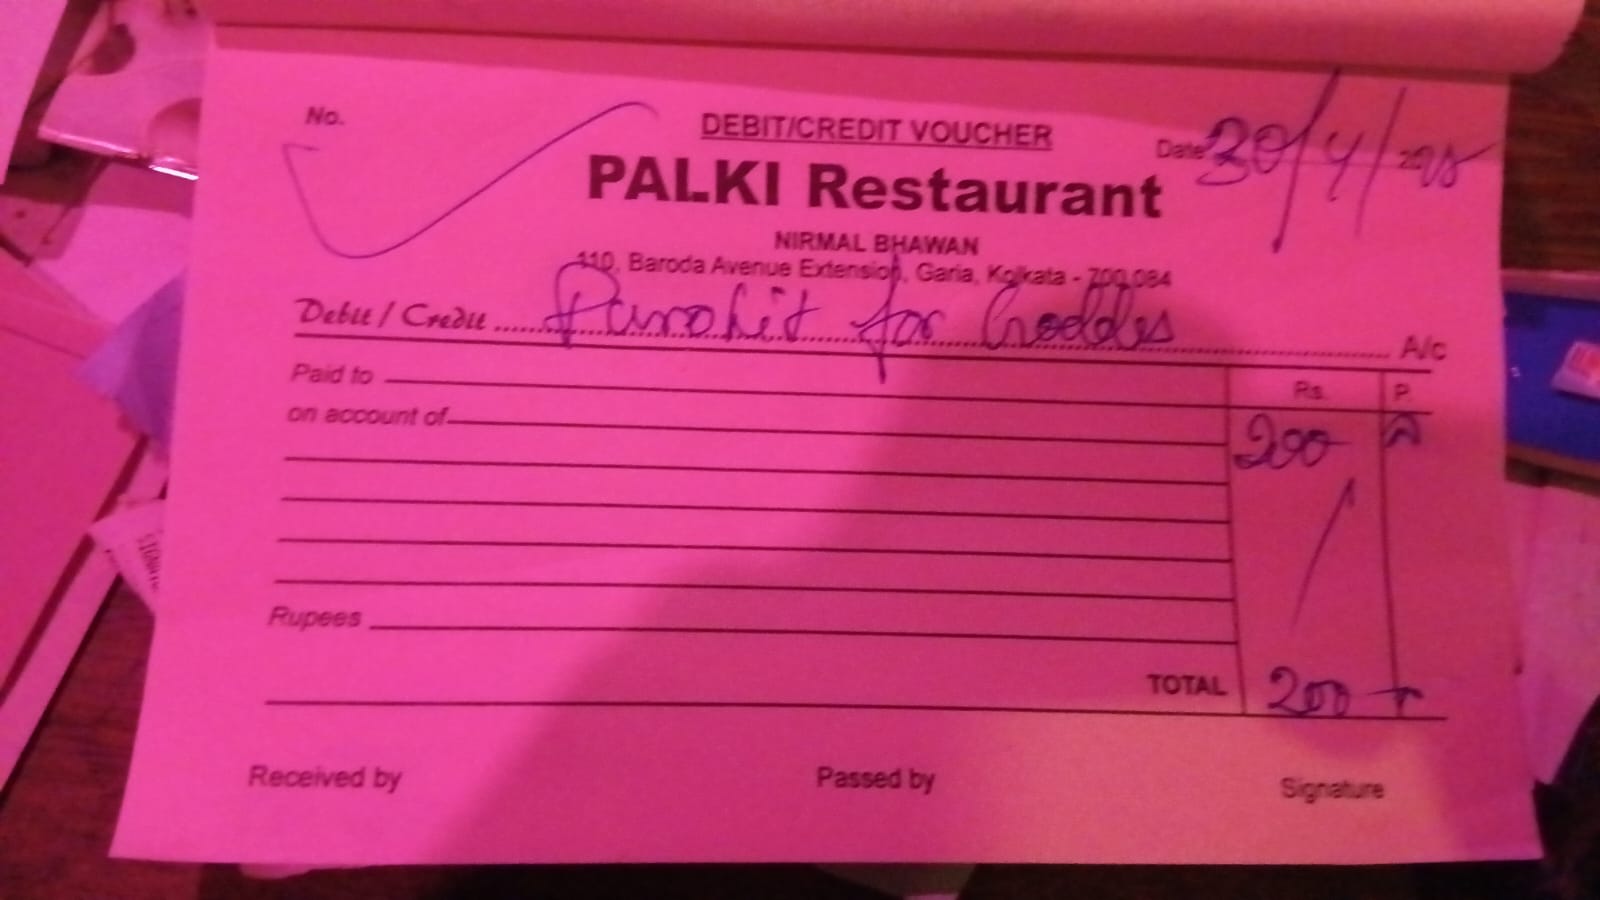 No.
DEBIT/CREDIT VOUCHER
Date 30/4/2025
PALKI Restaurant
NIRMAL BHAWAN
110, Baroda Avenue Extension, Garia, Kolkata - 700 084
Debit / Credit Purohit for Goddes A/c
Paid to
Rs. P.
on account of
200
Rupees
TOTAL 200
Received by Passed by Signature